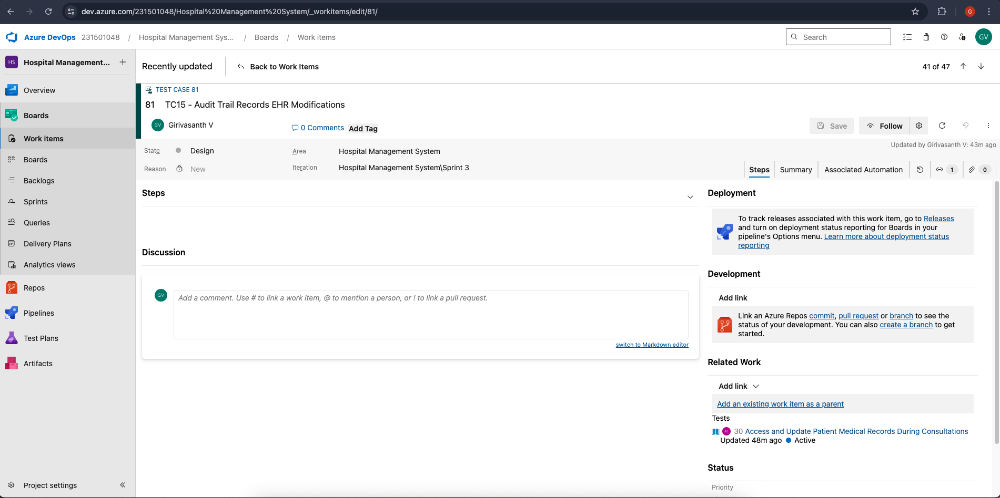 dev.azure.com/231501048/Hospital%20Management%20System/_workitems/edit/81/
G
Azure DevOps 231501048 / Hospital Management Sys... / Boards / Work items
Search
GV
HS Hospital Management...
Overview
Boards
Work items
Boards
Backlogs
Sprints
Queries
Delivery Plans
Analytics views
Repos
Pipelines
Test Plans
Artifacts
Project settings
Recently updated
Back to Work Items
41 of 47
TEST CASE 81
81 TC15 - Audit Trail Records EHR Modifications
GV Girivasanth V
0 Comments
Add Tag
Save
Follow
Updated by Girivasanth V: 43m ago
State Design
Area Hospital Management System
Reason New
Iteration Hospital Management System\Sprint 3
Steps
Summary
Associated Automation
1
0
Steps
Discussion
GV
Add a comment. Use # to link a work item, @ to mention a person, or ! to link a pull request.
switch to Markdown editor
Deployment
To track releases associated with this work item, go to Releases
and turn on deployment status reporting for Boards in your
pipeline's Options menu. Learn more about deployment status
reporting
Development
Add link
Link an Azure Repos commit, pull request or branch to see the
status of your development. You can also create a branch to get
started.
Related Work
Add link
Add an existing work item as a parent
Tests
AS 30 Access and Update Patient Medical Records During Consultations
Updated 48m ago Active
Status
Priority